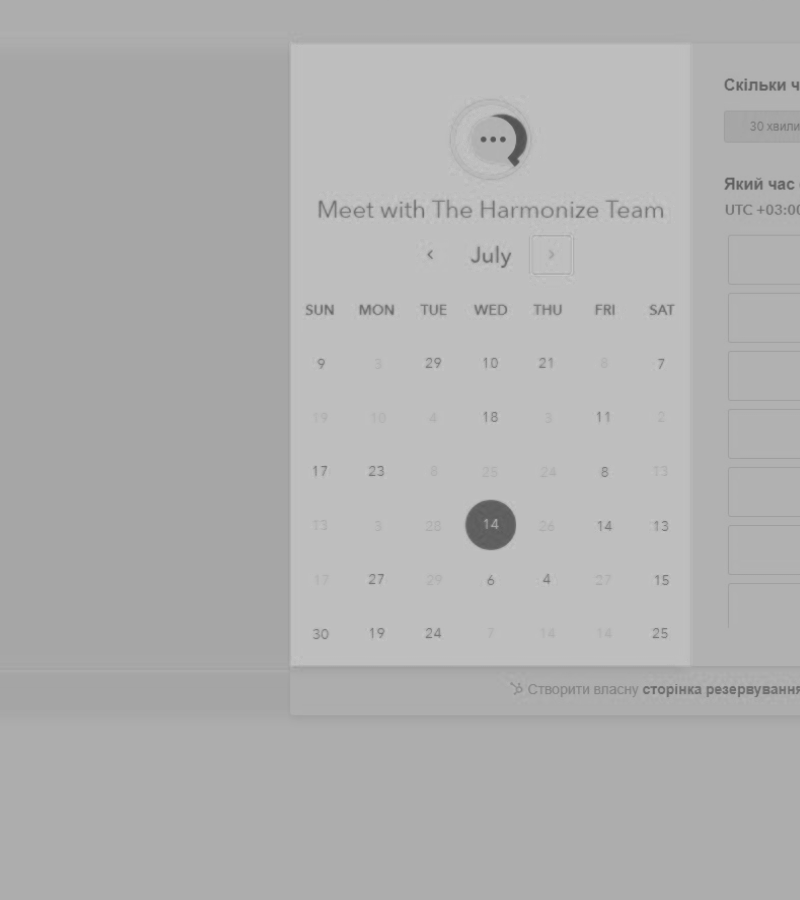 Meet with The Harmonize Team
July
SUN MON TUE WED THU FRI SAT
9 3 29 10 21 8 7
19 10 4 18 3 11 2
17 23 8 25 24 8 13
13 3 28 14 26 14 13
17 27 29 6 4 27 15
30 19 24 7 14 14 25
Скільки ч
30 хвили
Який час
UTC +03:00
Створити власну сторінка резервування